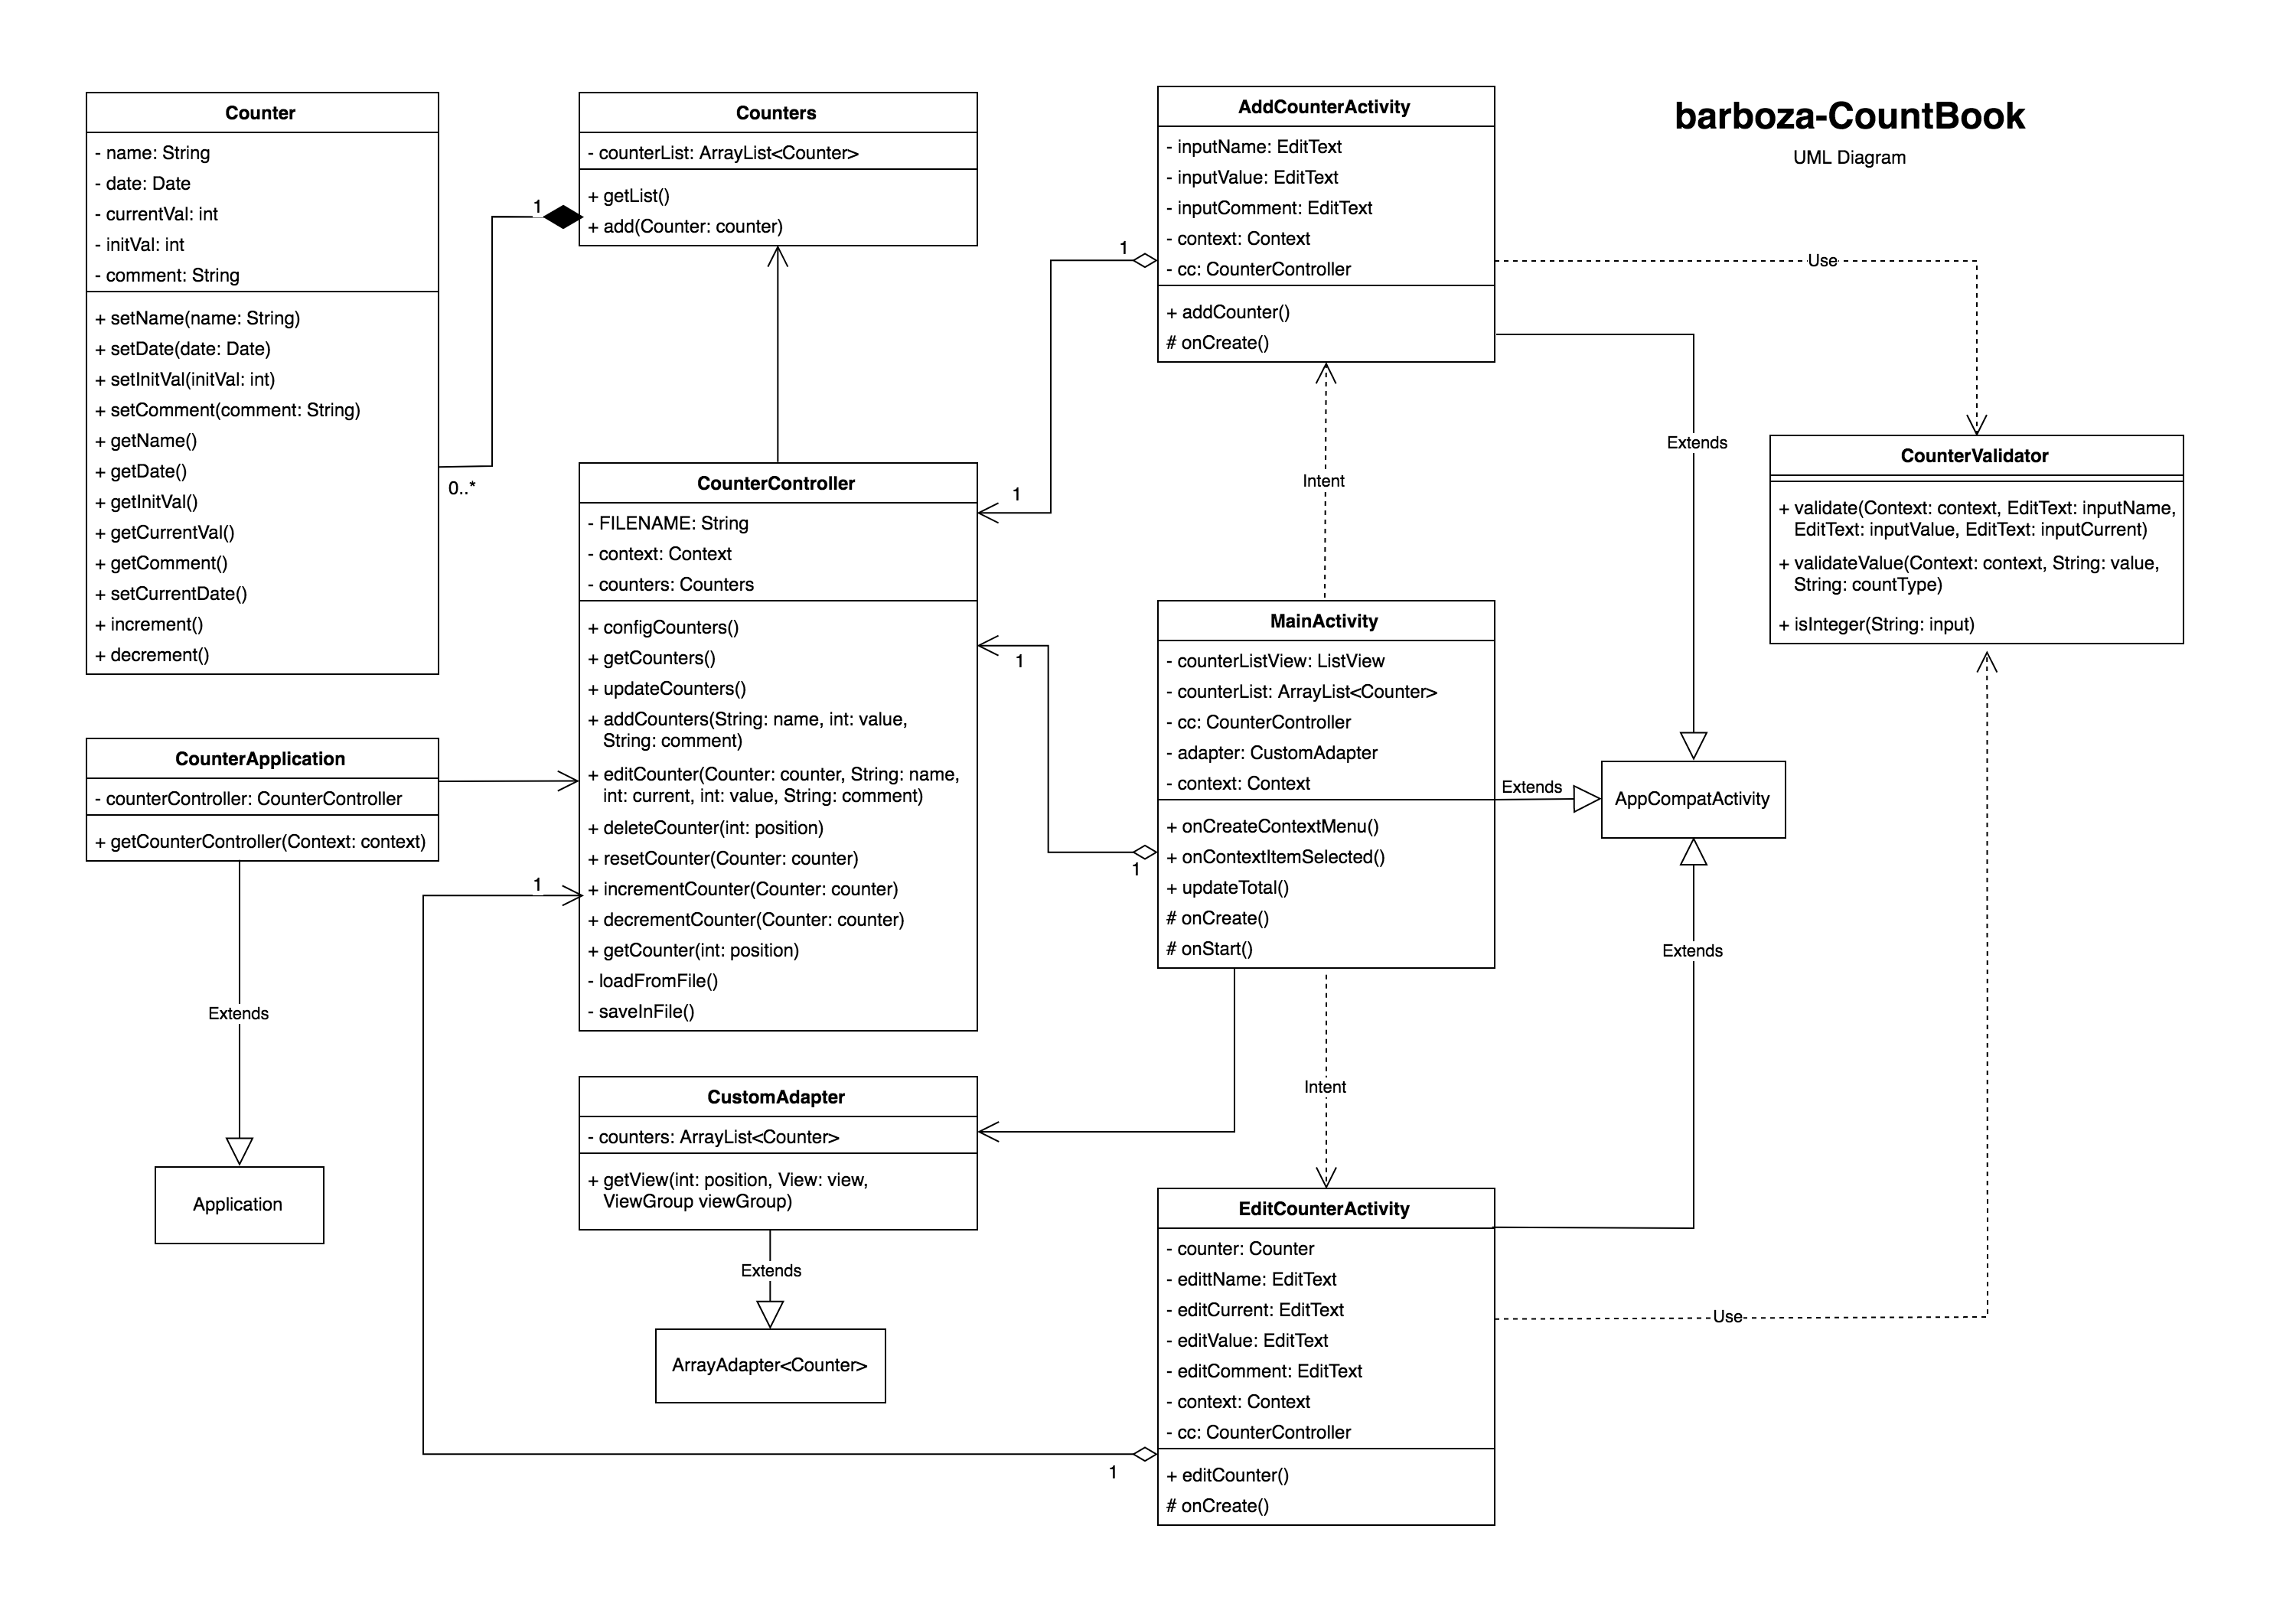 barboza-CountBook
UML Diagram
Counter
- name: String
- date: Date
- currentVal: int
- initVal: int
- comment: String
+ setName(name: String)
+ setDate(date: Date)
+ setInitVal(initVal: int)
+ setComment(comment: String)
+ getName()
+ getDate()
+ getInitVal()
+ getCurrentVal()
+ getComment()
+ setCurrentDate()
+ increment()
+ decrement()
1
0..*
Counters
- counterList: ArrayList<Counter>
+ getList()
+ add(Counter: counter)
AddCounterActivity
- inputName: EditText
- inputValue: EditText
- inputComment: EditText
- context: Context
- cc: CounterController
+ addCounter()
# onCreate()
1
1
Use
Extends
Intent
CounterValidator
+ validate(Context: context, EditText: inputName,
EditText: inputValue, EditText: inputCurrent)
+ validateValue(Context: context, String: value,
String: countType)
+ isInteger(String: input)
CounterController
- FILENAME: String
- context: Context
- counters: Counters
+ configCounters()
+ getCounters()
+ updateCounters()
+ addCounters(String: name, int: value,
String: comment)
+ editCounter(Counter: counter, String: name,
int: current, int: value, String: comment)
+ deleteCounter(int: position)
+ resetCounter(Counter: counter)
+ incrementCounter(Counter: counter)
+ decrementCounter(Counter: counter)
+ getCounter(int: position)
- loadFromFile()
- saveInFile()
1
1
MainActivity
- counterListView: ListView
- counterList: ArrayList<Counter>
- cc: CounterController
- adapter: CustomAdapter
- context: Context
+ onCreateContextMenu()
+ onContextItemSelected()
+ updateTotal()
# onCreate()
# onStart()
Extends
AppCompatActivity
Extends
CounterApplication
- counterController: CounterController
+ getCounterController(Context: context)
1
Extends
Application
CustomAdapter
- counters: ArrayList<Counter>
+ getView(int: position, View: view,
ViewGroup viewGroup)
Extends
ArrayAdapter<Counter>
Intent
EditCounterActivity
- counter: Counter
- edittName: EditText
- editCurrent: EditText
- editValue: EditText
- editComment: EditText
- context: Context
- cc: CounterController
+ editCounter()
# onCreate()
Use
1